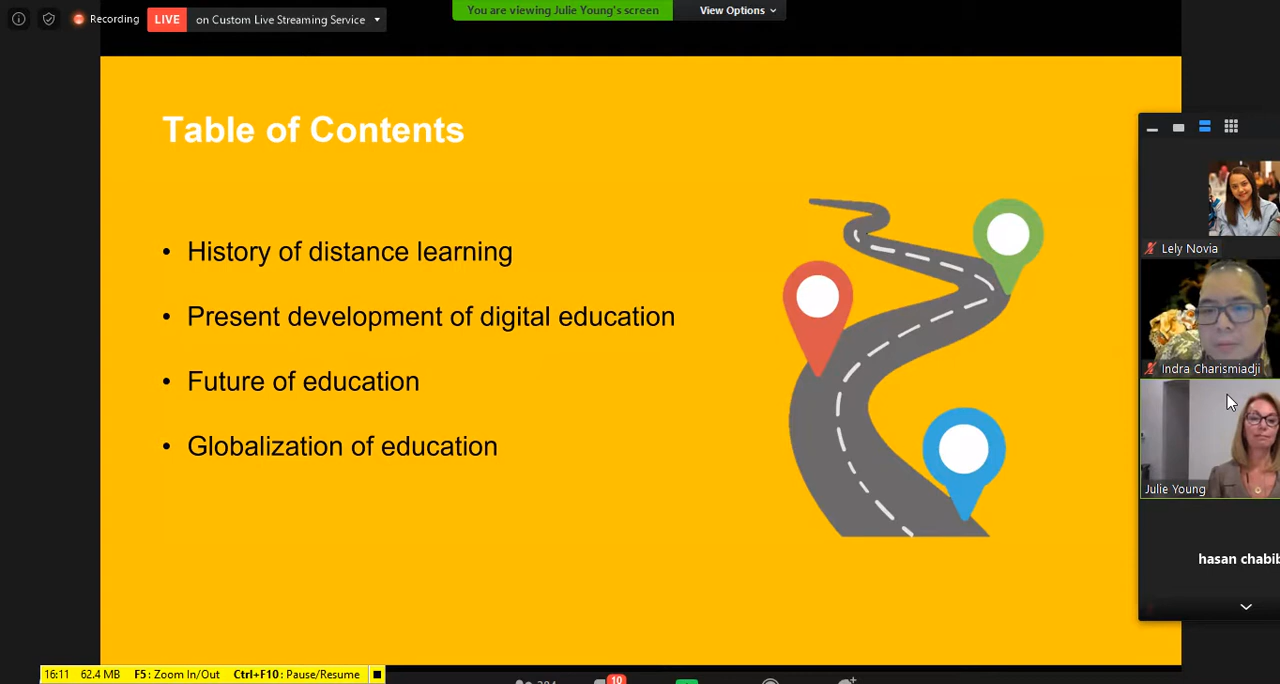 Recording
LIVE on Custom Live Streaming Service
You are viewing Julie Young's screen
View Options
Table of Contents
• History of distance learning
• Present development of digital education
• Future of education
• Globalization of education
Lely Novia
Indra Charismiadji
Julie Young
hasan chabib
16:11 62.4 MB F5: Zoom In/Out Ctrl+F10: Pause/Resume
10